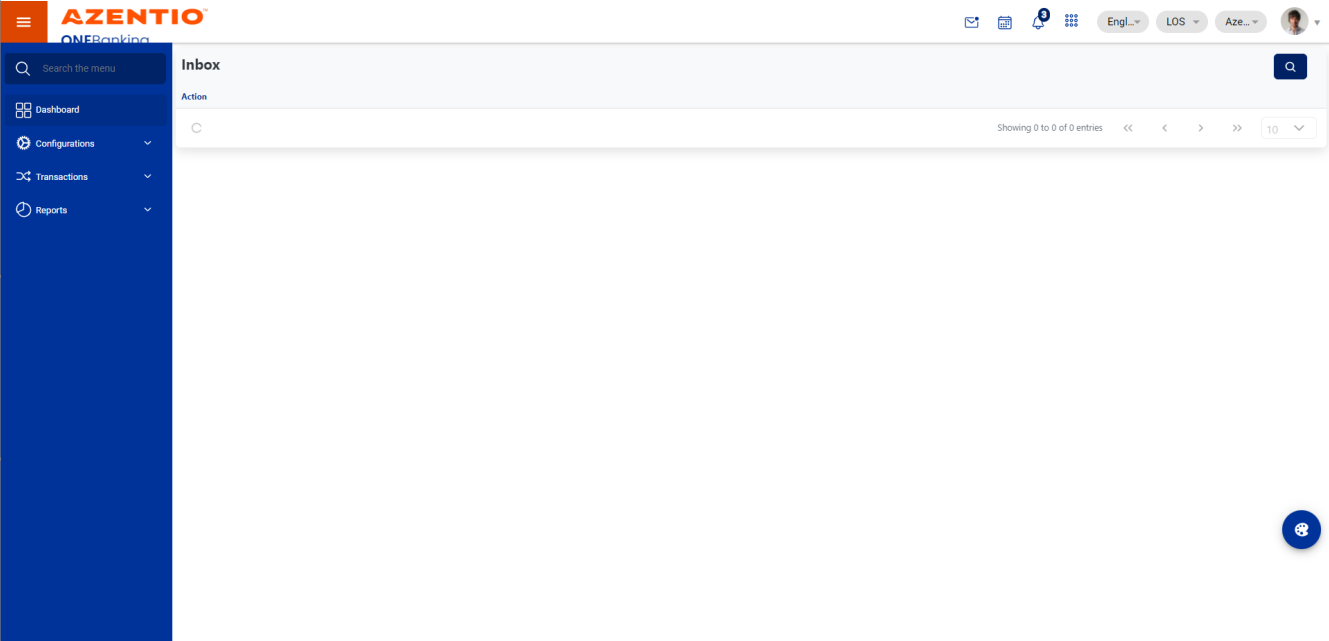 AZENTIO™
ONEBanking
3
Engl...
LOS
Aze...
Search the menu
Dashboard
Configurations
Transactions
Reports
Inbox
Action
Showing 0 to 0 of 0 entries
10